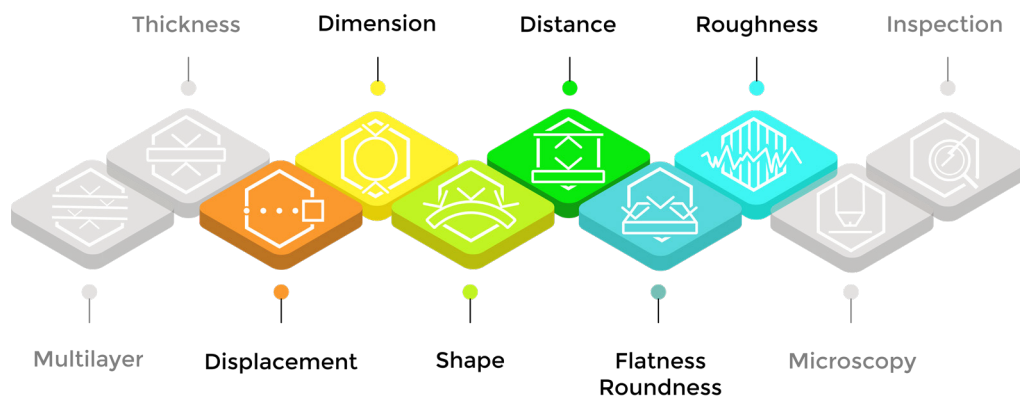 Thickness
Dimension
Distance
Roughness
Inspection
Multilayer
Displacement
Shape
Flatness
Roundness
Microscopy